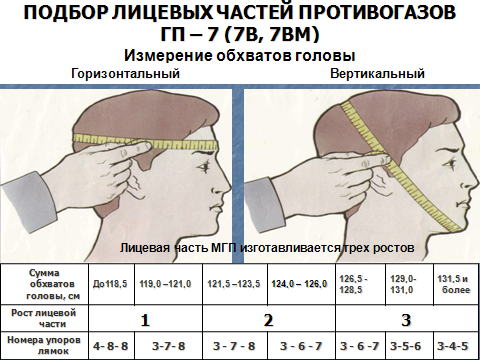 ПОДБОР ЛИЦЕВЫХ ЧАСТЕЙ ПРОТИВОГАЗОВ
ГП – 7 (7В, 7ВМ)
Измерение обхватов головы
Горизонтальный Вертикальный
Лицевая часть МГП изготавливается трех ростов
Сумма обхватов головы, см До118,5 119,0 –121,0 121,5 –123,5 124,0 – 126,0 126,5 - 128,5 129,0- 131,0 131,5 и более
Рост лицевой части 1 2 3
Номера упоров лямок 4- 8- 8 3-7- 8 3 - 7 - 8 3 - 6 - 7 3 - 6 -7 3-5-6 3-4-5